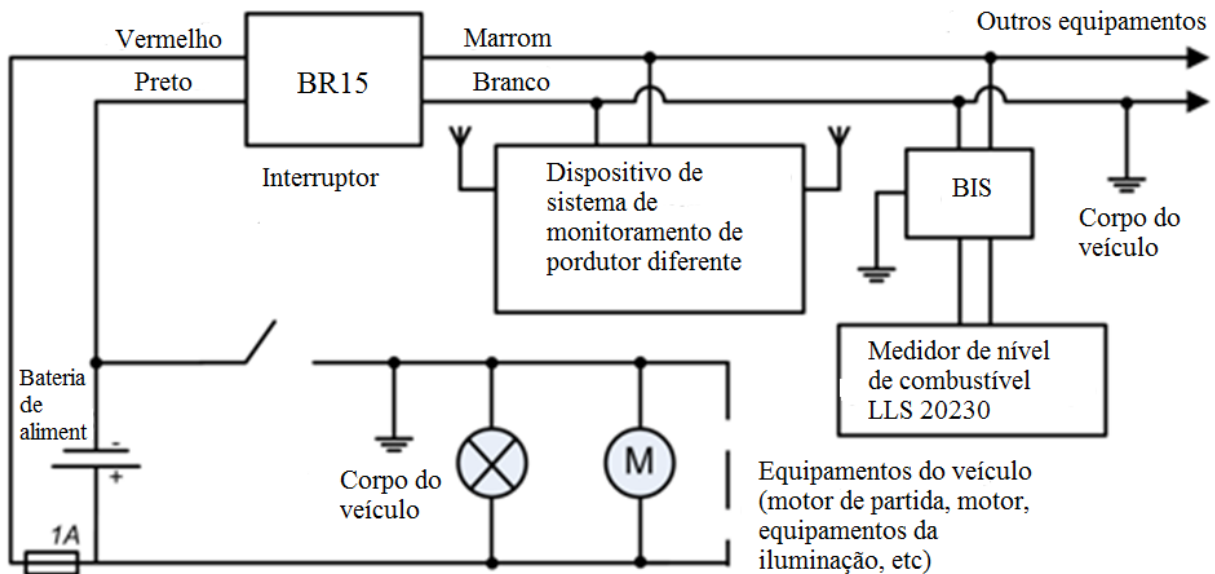 Outros equipamentos
Vermelho
Marrom
Preto
BR15
Branco
Interruptor
Dispositivo de
sistema de
monitoramento de
pordutor diferente
BIS
Corpo do
veículo
Medidor de nível
de combustível
LLS 20230
Bateria
de
aliment
-
+
1A
Corpo do
veículo
M
Equipamentos do veículo
(motor de partida, motor,
equipamentos da
iluminação, etc)